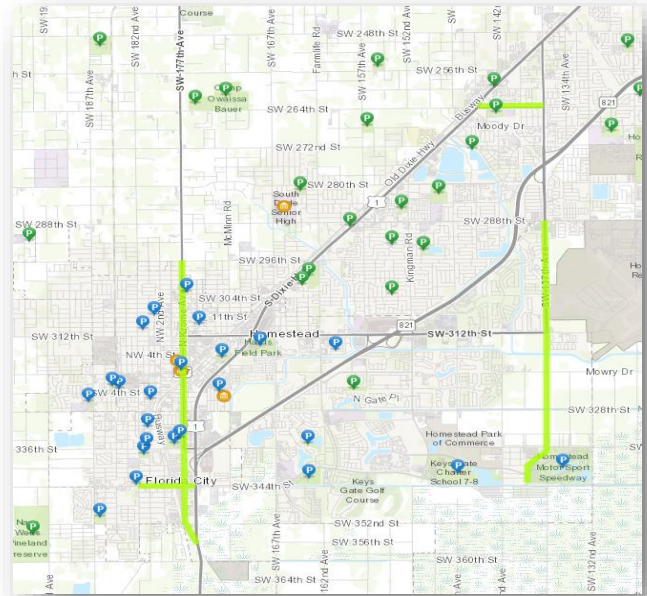 Course
SW 182nd Ave
SW-177th-Ave
SW 167th Ave
Farmlife Rd
SW 152nd Ave
SW 248th St
SW 157th Ave
SW 256th St
SW 134th Ave
SW 187th Ave
Owaissa
Bauer
SW 264th St
Busway
821
Moody Dr
SW 272nd St
Old Dixie Hwy
SW 280th St
South
Senior
High
1
McMinn Rd
SW 288th St
SW 288th St
Kingman Rd
SW 296th St
S-Dixie-H
SW 304th St
NW 2nd Ave
11th St
SW 312th St
Homestead
821
SW-312th St
Field Park
NW 4th St
Mowry Dr
SW 4th St
N Gate Pl
SW 328th St
Busway
1
336th St
Homestead Park
of Commerce
Keys Gate
Charter
School 7-8
Homestead
Motor Sport
Speedway
Florida City
SW-344th St
Keys
Gate Golf
Course
SW 352nd St
Pineland
reserve
SW 356th St
SW 167th Ave
162nd Ave
SW 360th St
SW 132nd Ave
SW 364th St